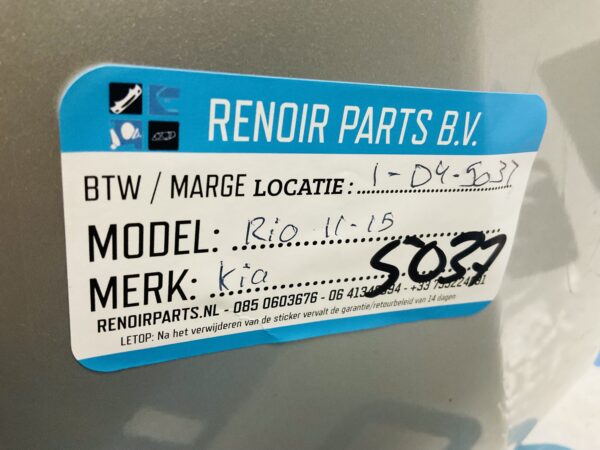 RENOIR PARTS B.V.
BTW / MARGE LOCATIE: 1-D4-5037
MODEL: Rio 11-15
MERK: Kia
5037
RENOIRPARTS.NL - 085 0603676 - 06
LETOP: Na het verwijderen van de sticker vervalt de garantie/retourbeleid van 14 dagen